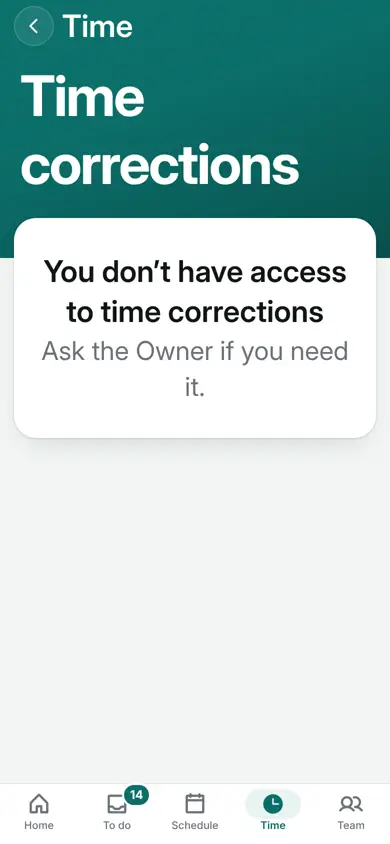 Time
Time
corrections
You don’t have access
to time corrections
Ask the Owner if you need
it.
14
Home
To do
Schedule
Time
Team